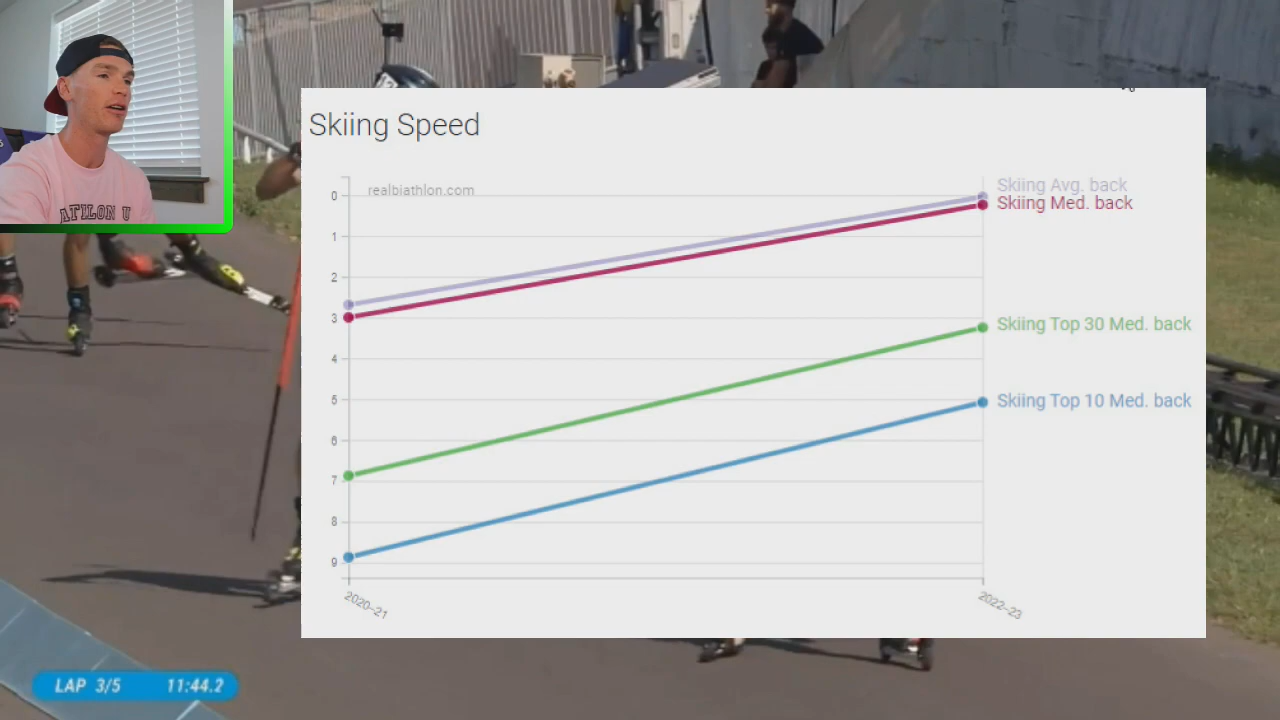 Skiing Speed
realbiathlon.com
0
1
2
3
4
5
6
7
8
9
Skiing Avg. back
Skiing Med. back
Skiing Top 30 Med. back
Skiing Top 10 Med. back
2020–21
2022–23
LAP 3/5 11:44.2